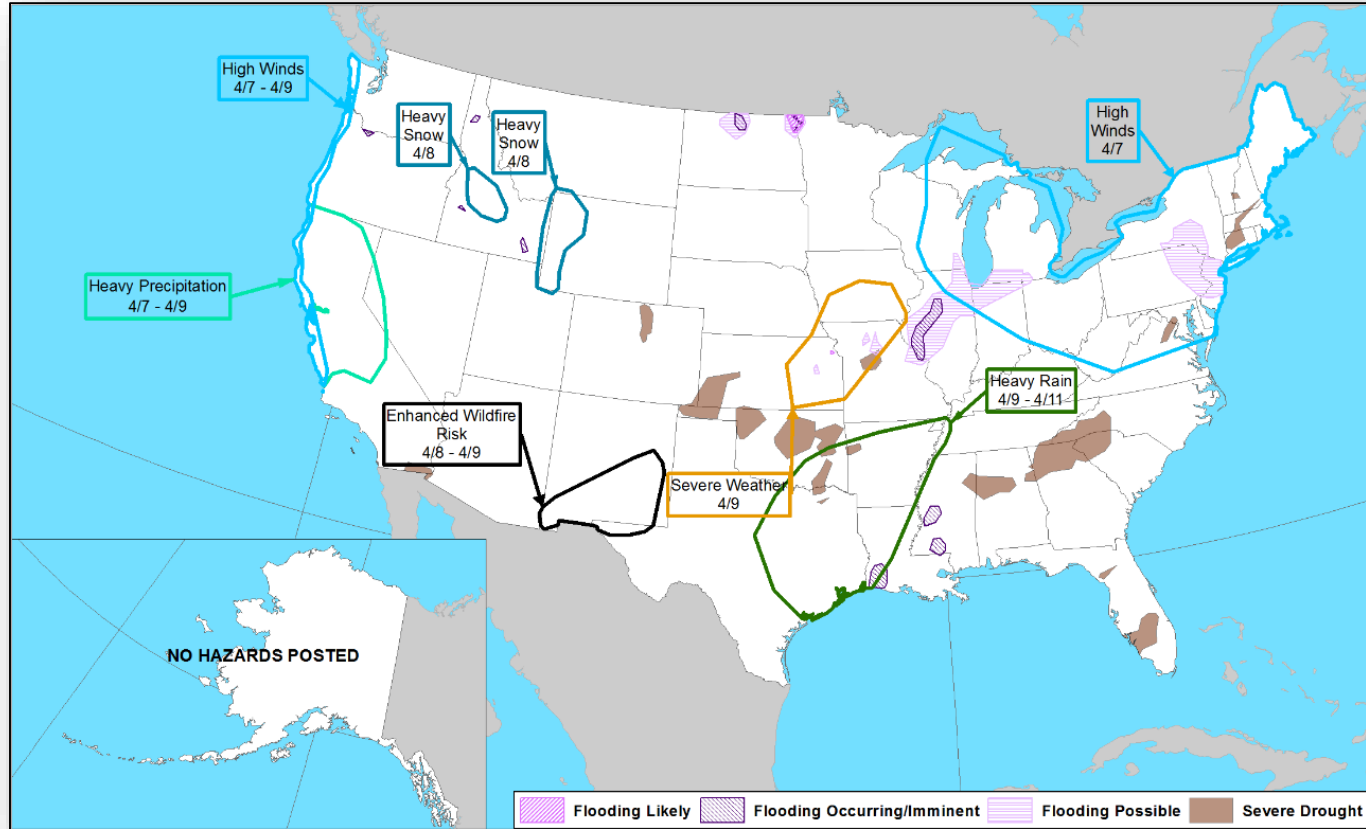 High Winds
4/7 - 4/9
Heavy
Snow
4/8
Heavy
Snow
4/8
High
Winds
4/7
Heavy Precipitation
4/7 - 4/9
Heavy Rain
4/9 - 4/11
Enhanced Wildfire
Risk
4/8 - 4/9
Severe Weather
4/9
NO HAZARDS POSTED
Flooding Likely
Flooding Occurring/Imminent
Flooding Possible
Severe Drought